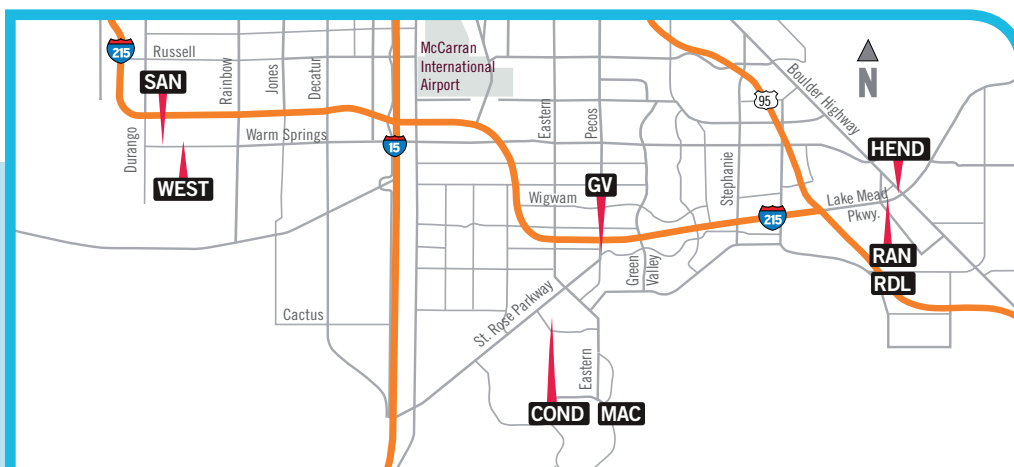 215
Russell
SAN
Rainbow
Jones
Decatur
McCarran
International
Airport
Boulder Highway
N
95
Eastern
Pecos
Durango
Warm Springs
15
WEST
HEND
GV
Stephanie
Wigwam
Lake Mead
Pkwy.
215
RAN
RDL
Green
Valley
Cactus
St. Rose Parkway
Eastern
COND
MAC